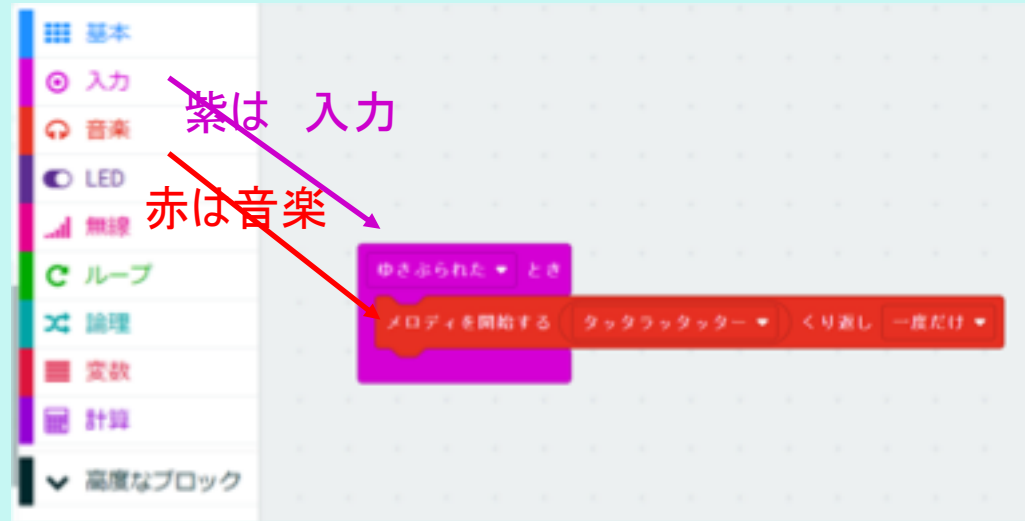 基本
入力
音楽
LED
無線
ループ
論理
変数
計算
高度なブロック
紫は 入力
赤は音楽
ゆさぶられた とき
メロディを開始する タッタラッタッター くり返し 一度だけ